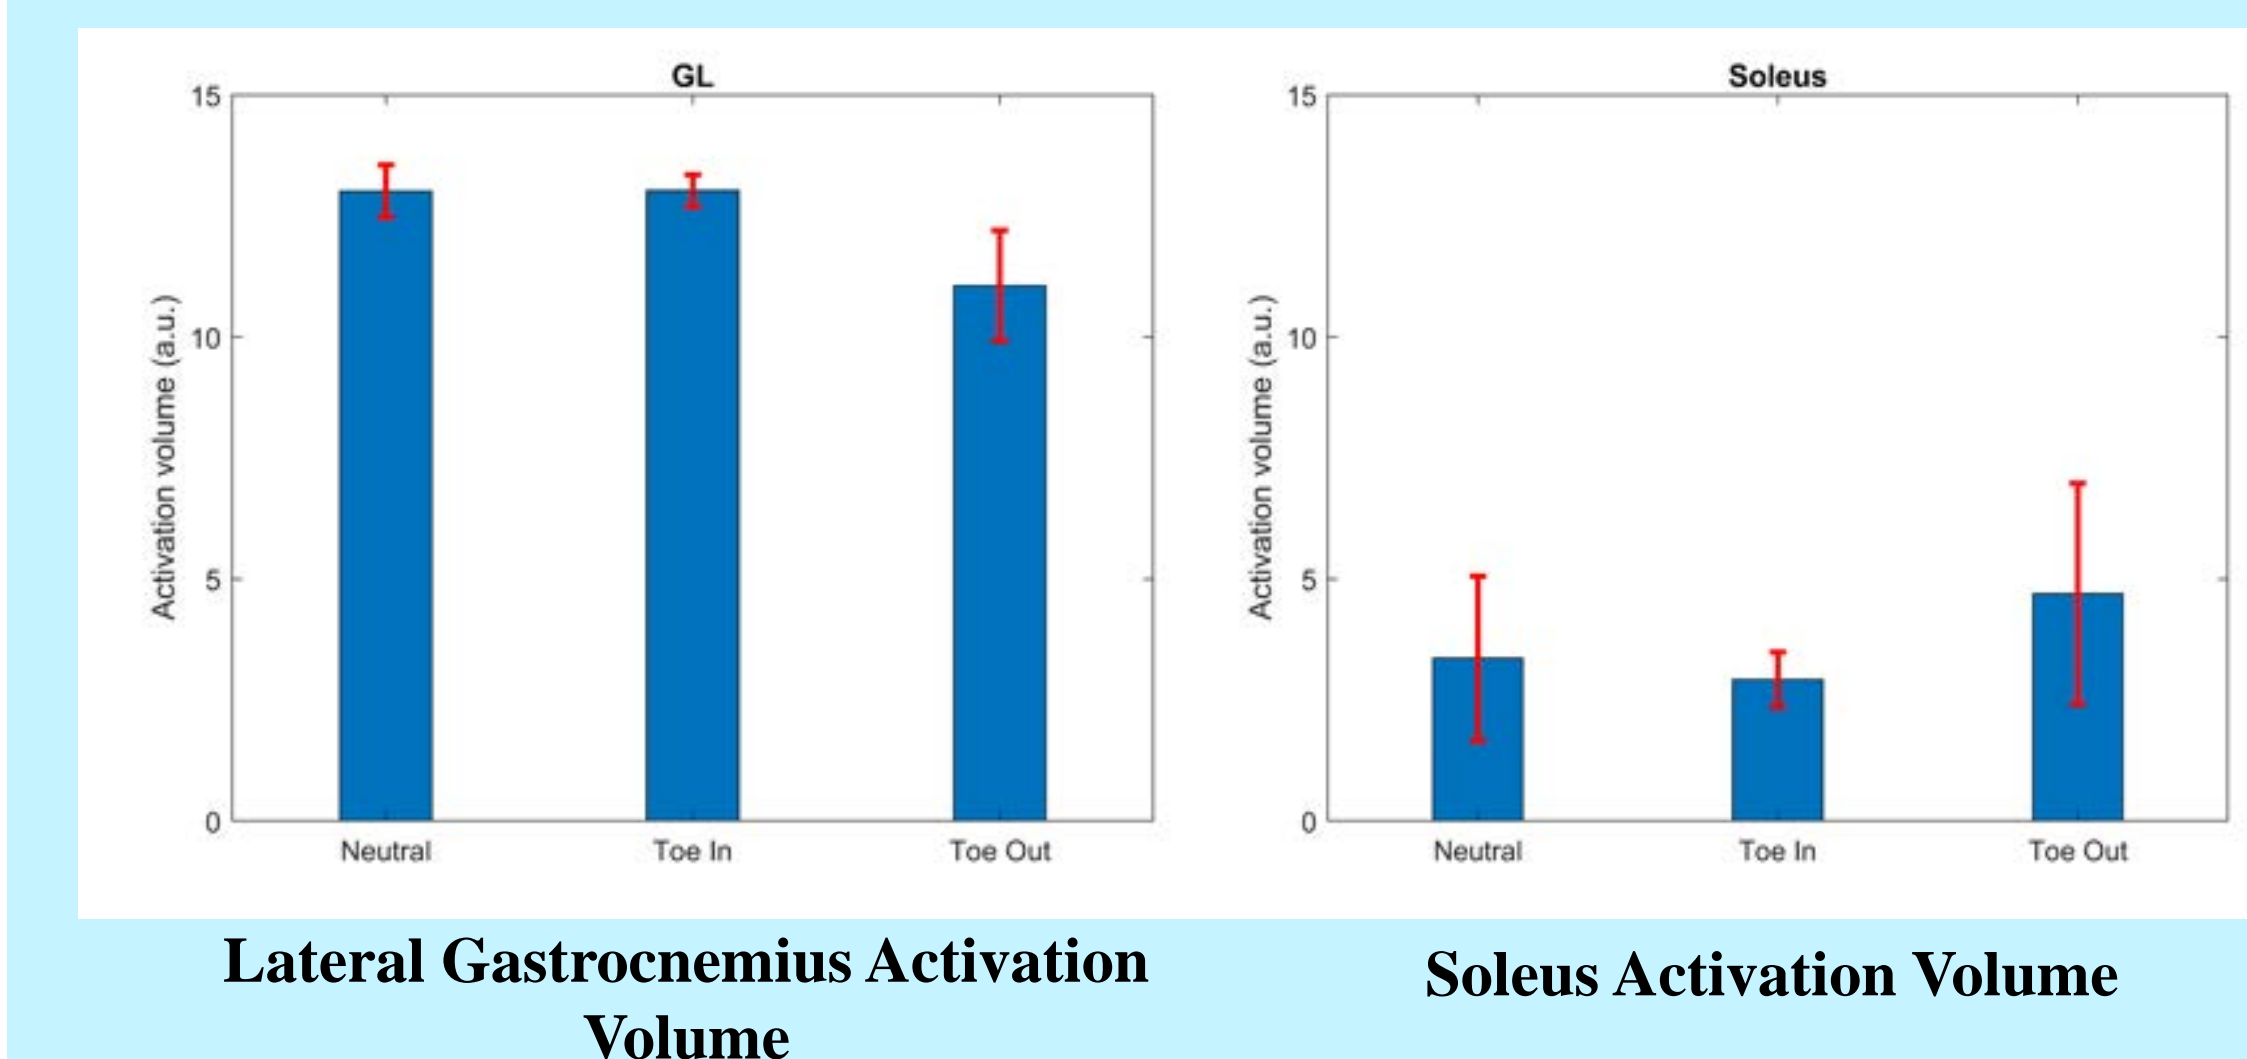 GL
15
10
5
0
Activation volume (a.u.)
Neutral Toe In Toe Out
Soleus
15
10
5
0
Activation volume (a.u.)
Neutral Toe In Toe Out
Lateral Gastrocnemius Activation
Volume
Soleus Activation Volume